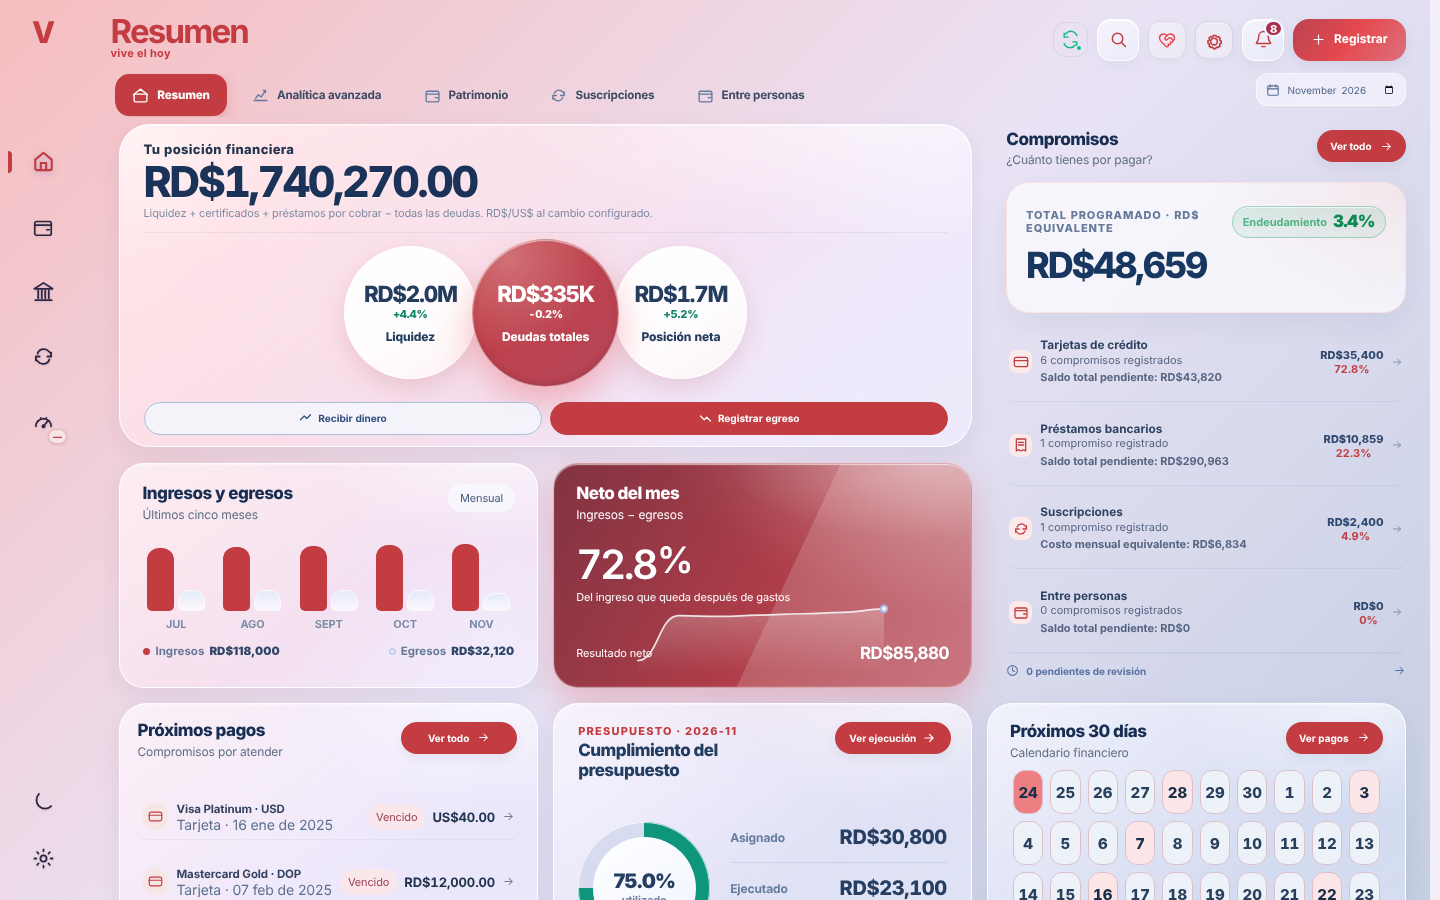 V
Resumen
vive el hoy
8
Registrar
Resumen
Analítica avanzada
Patrimonio
Suscripciones
Entre personas
November 2026
Tu posición financiera
RD$1,740,270.00
Liquidez + certificados + préstamos por cobrar − todas las deudas. RD$/US$ al cambio configurado.
RD$2.0M
+4.4%
Liquidez
RD$335K
-0.2%
Deudas totales
RD$1.7M
+5.2%
Posición neta
Recibir dinero
Registrar egreso
Compromisos
¿Cuánto tienes por pagar?
Ver todo
TOTAL PROGRAMADO · RD$
EQUIVALENTE
Endeudamiento 3.4%
RD$48,659
Tarjetas de crédito
6 compromisos registrados
Saldo total pendiente: RD$43,820
RD$35,400
72.8%
Préstamos bancarios
1 compromiso registrado
Saldo total pendiente: RD$290,963
RD$10,859
22.3%
Suscripciones
1 compromiso registrado
Costo mensual equivalente: RD$6,834
RD$2,400
4.9%
Entre personas
0 compromisos registrados
Saldo total pendiente: RD$0
RD$0
0%
0 pendientes de revisión
Ingresos y egresos
Últimos cinco meses
Mensual
JUL AGO SEPT OCT NOV
Ingresos RD$118,000
Egresos RD$32,120
Neto del mes
Ingresos − egresos
72.8%
Del ingreso que queda después de gastos
Resultado neto
RD$85,880
Próximos pagos
Compromisos por atender
Ver todo
Visa Platinum · USD
Tarjeta · 16 ene de 2025
Vencido
US$40.00
Mastercard Gold · DOP
Tarjeta · 07 feb de 2025
Vencido
RD$12,000.00
PRESUPUESTO · 2026-11
Cumplimiento del
presupuesto
Ver ejecución
75.0%
utilizado
Asignado
RD$30,800
Ejecutado
RD$23,100
Próximos 30 días
Calendario financiero
Ver pagos
24 25 26 27 28 29 30 1 2 3
4 5 6 7 8 9 10 11 12 13
14 15 16 17 18 19 20 21 22 23